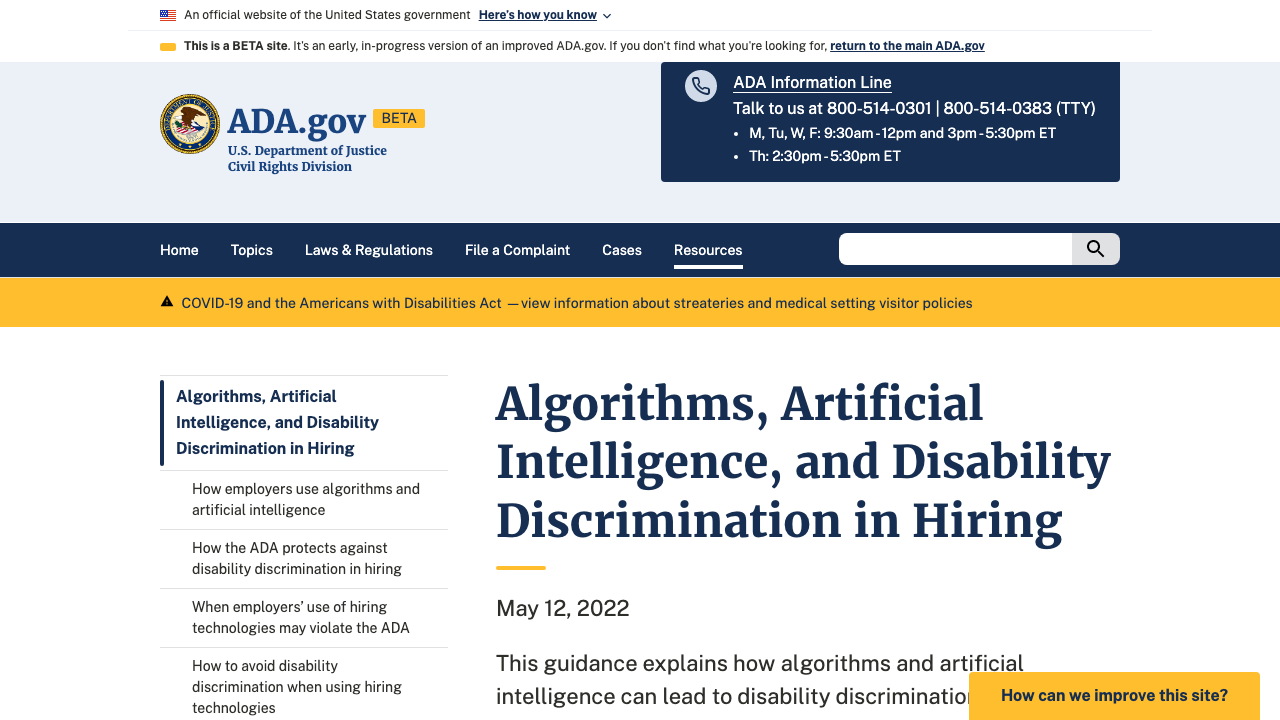 An official website of the United States government Here's how you know
This is a BETA site. It's an early, in-progress version of an improved ADA.gov. If you don't find what you're looking for, return to the main ADA.gov
ADA.gov BETA
U.S. Department of Justice
Civil Rights Division
ADA Information Line
Talk to us at 800-514-0301 | 800-514-0383 (TTY)
• M, Tu, W, F: 9:30am - 12pm and 3pm - 5:30pm ET
• Th: 2:30pm - 5:30pm ET
Home Topics Laws & Regulations File a Complaint Cases Resources
COVID-19 and the Americans with Disabilities Act — view information about streateries and medical setting visitor policies
Algorithms, Artificial
Intelligence, and Disability
Discrimination in Hiring
How employers use algorithms and
artificial intelligence
How the ADA protects against
disability discrimination in hiring
When employers’ use of hiring
technologies may violate the ADA
How to avoid disability
discrimination when using hiring
technologies
Algorithms, Artificial
Intelligence, and Disability
Discrimination in Hiring
May 12, 2022
This guidance explains how algorithms and artificial
intelligence can lead to disability discrimination
How can we improve this site?